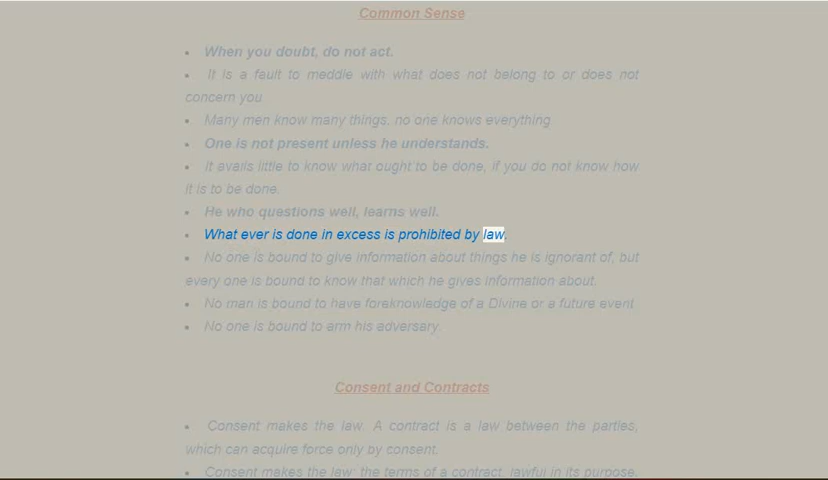 Common Sense
• When you doubt, do not act.
• It is a fault to meddle with what does not belong to or does not
concern you
• Many men know many things. no one knows everything
• One is not present unless he understands.
• It avails little to know what ought to be done, if you do not know how
it is to be done.
• He who questions well, learns well.
• What ever is done in excess is prohibited by law.
• No one is bound to give information about things he is ignorant of, but
every one is bound to know that which he gives information about.
• No man is bound to have foreknowledge of a Divine or a future event
• No one is bound to arm his adversary.
Consent and Contracts
• Consent makes the law. A contract is a law between the parties,
which can acquire force only by consent.
• Consent makes the law: the terms of a contract, lawful in its purpose,